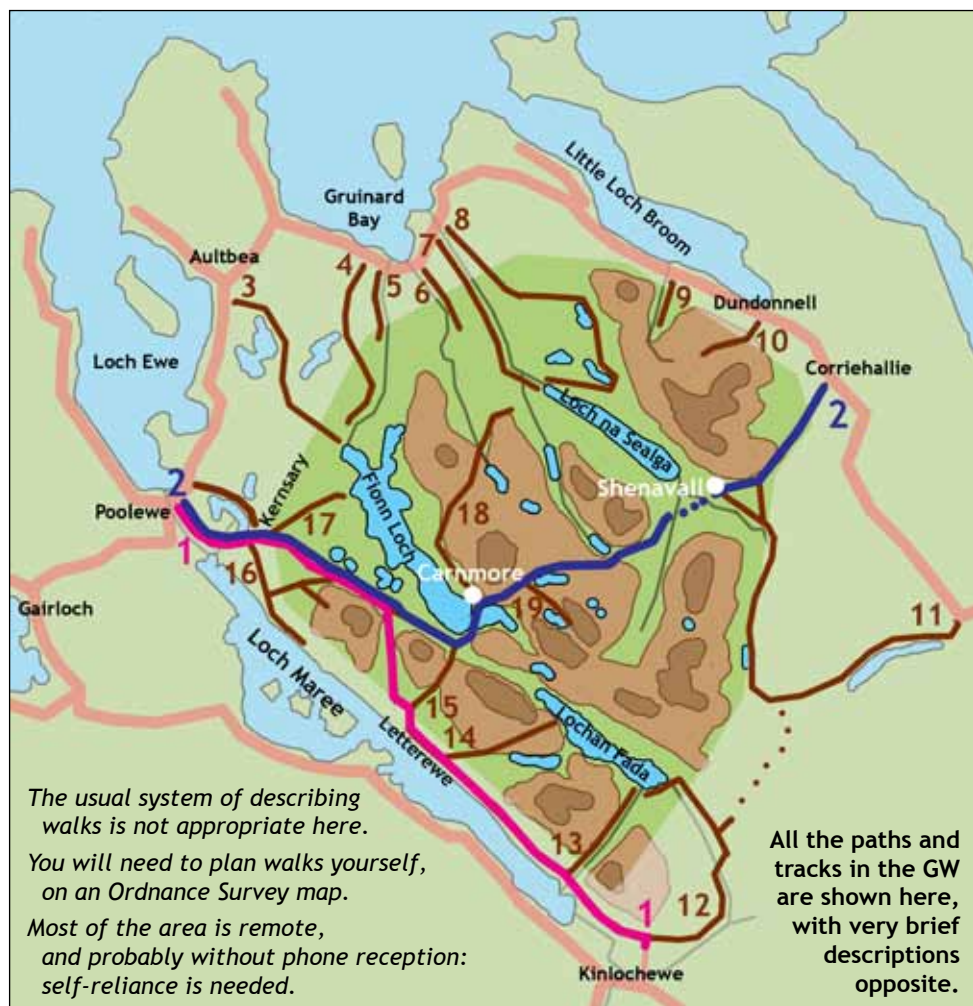 Little Loch Broom
Gruinard
Bay
8
7
Aultbea
3
4
5
6
9
Dundonnell
10
Loch Ewe
Corriehallie
2
Loch na Sealga
Shenavall
2
Poolewe
1
Kernsary
17
Fionn Loch
18
Carnmore
16
19
11
Gairloch
Loch Maree
15
Letterewe
14
Lochan Fada
13
12
1
Kinlochewe
The usual system of describing
walks is not appropriate here.
You will need to plan walks yourself,
on an Ordnance Survey map.
Most of the area is remote,
and probably without phone reception:
self-reliance is needed.
All the paths and
tracks in the GW
are shown here,
with very brief
descriptions
opposite.